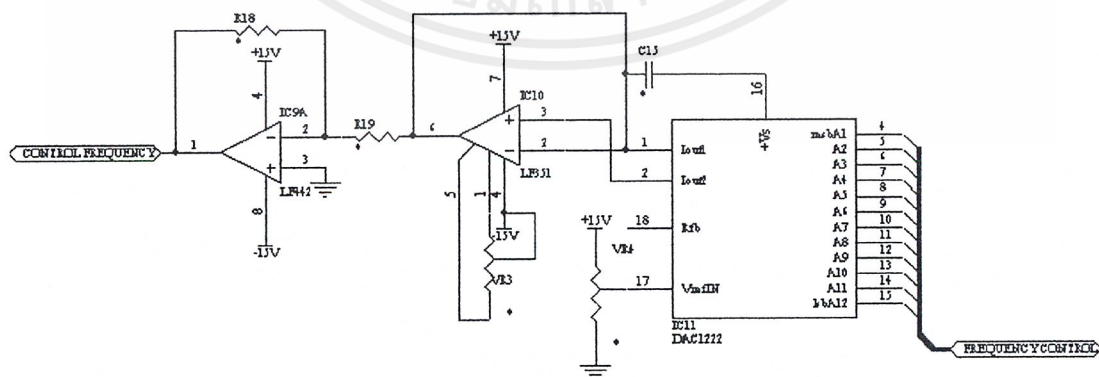 R18
+15V
4
IC9A
1
2
3
CONTROL FREQUENCY
LF442
8
-15V
R19
+15V
7
IC10
6
3
2
LF351
5
1
4
-15V
VR3
C15
16
+Vs
1
Iout1
2
Iout2
18
Rfb
+15V
VR4
17
VrefIN
IC11
DAC1222
msbA1
4
A2
5
A3
6
A4
7
A5
8
A6
9
A7
10
A8
11
A9
12
A10
13
A11
14
lsbA12
15
FREQUENCY CONTROL